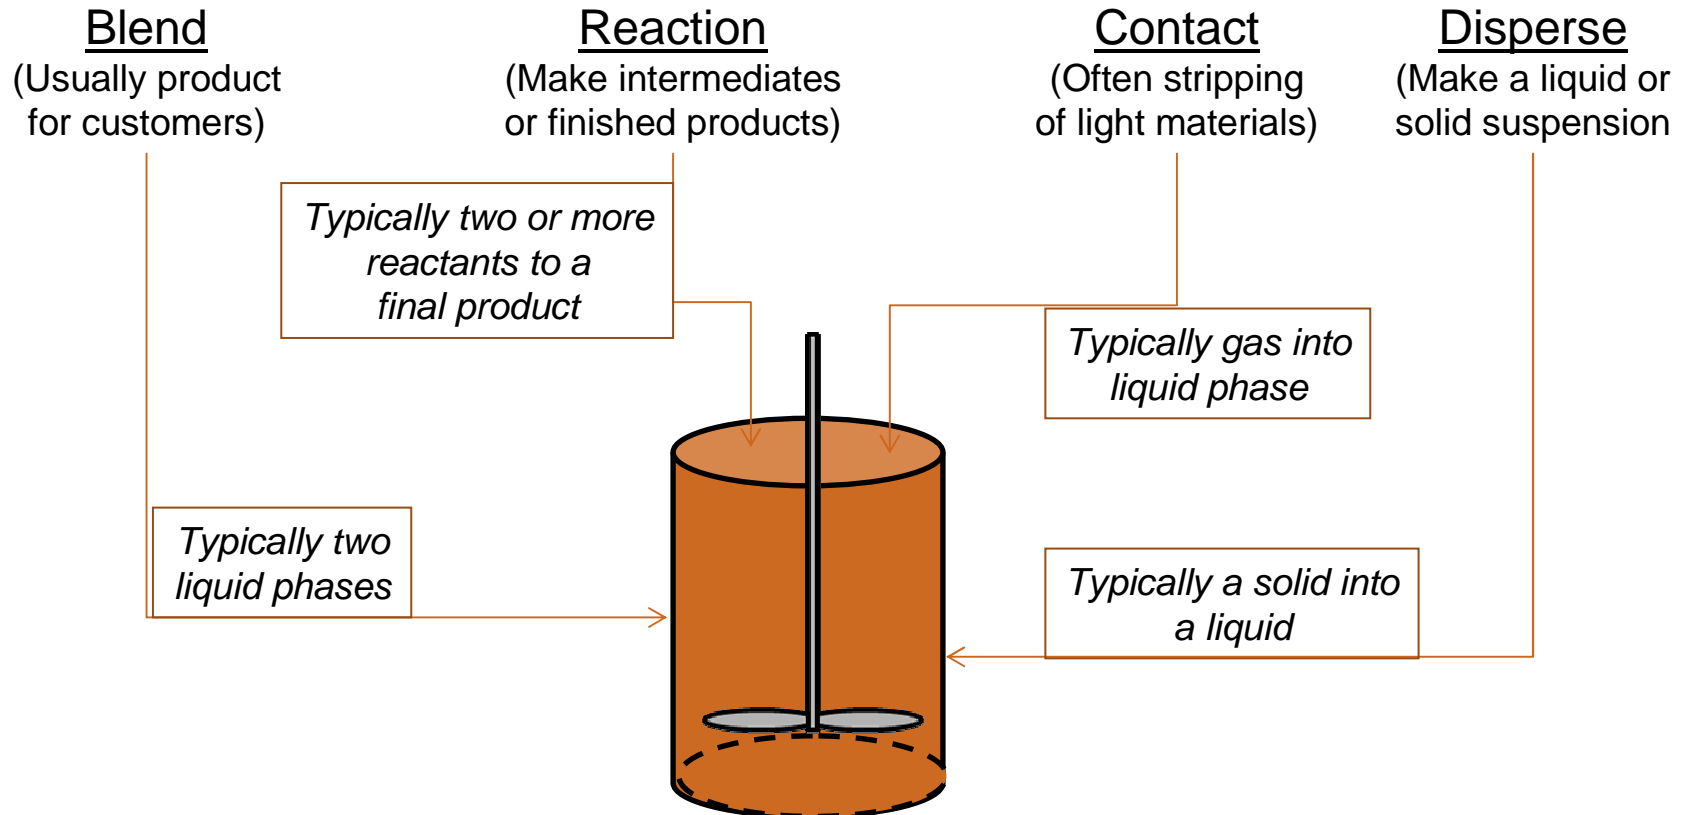 Blend
(Usually product
for customers)
Reaction
(Make intermediates
or finished products)
Contact
(Often stripping
of light materials)
Disperse
(Make a liquid or
solid suspension
Typically two or more
reactants to a
final product
Typically gas into
liquid phase
Typically two
liquid phases
Typically a solid into
a liquid